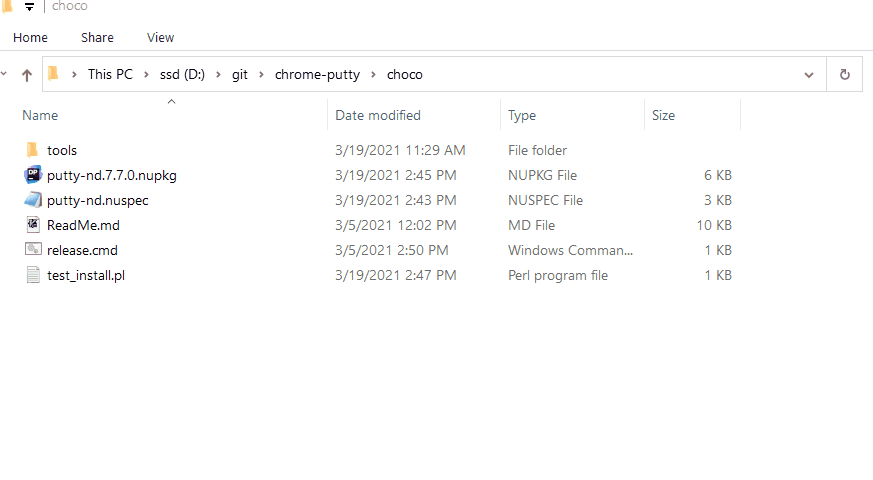 choco
Home Share View
This PC ssd (D:) git chrome-putty choco
Name Date modified Type Size
tools 3/19/2021 11:29 AM File folder
putty-nd.7.7.0.nupkg 3/19/2021 2:45 PM NUPKG File 6 KB
putty-nd.nuspec 3/19/2021 2:43 PM NUSPEC File 3 KB
ReadMe.md 3/5/2021 12:02 PM MD File 10 KB
release.cmd 3/5/2021 2:50 PM Windows Comman... 1 KB
test_install.pl 3/19/2021 2:47 PM Perl program file 1 KB